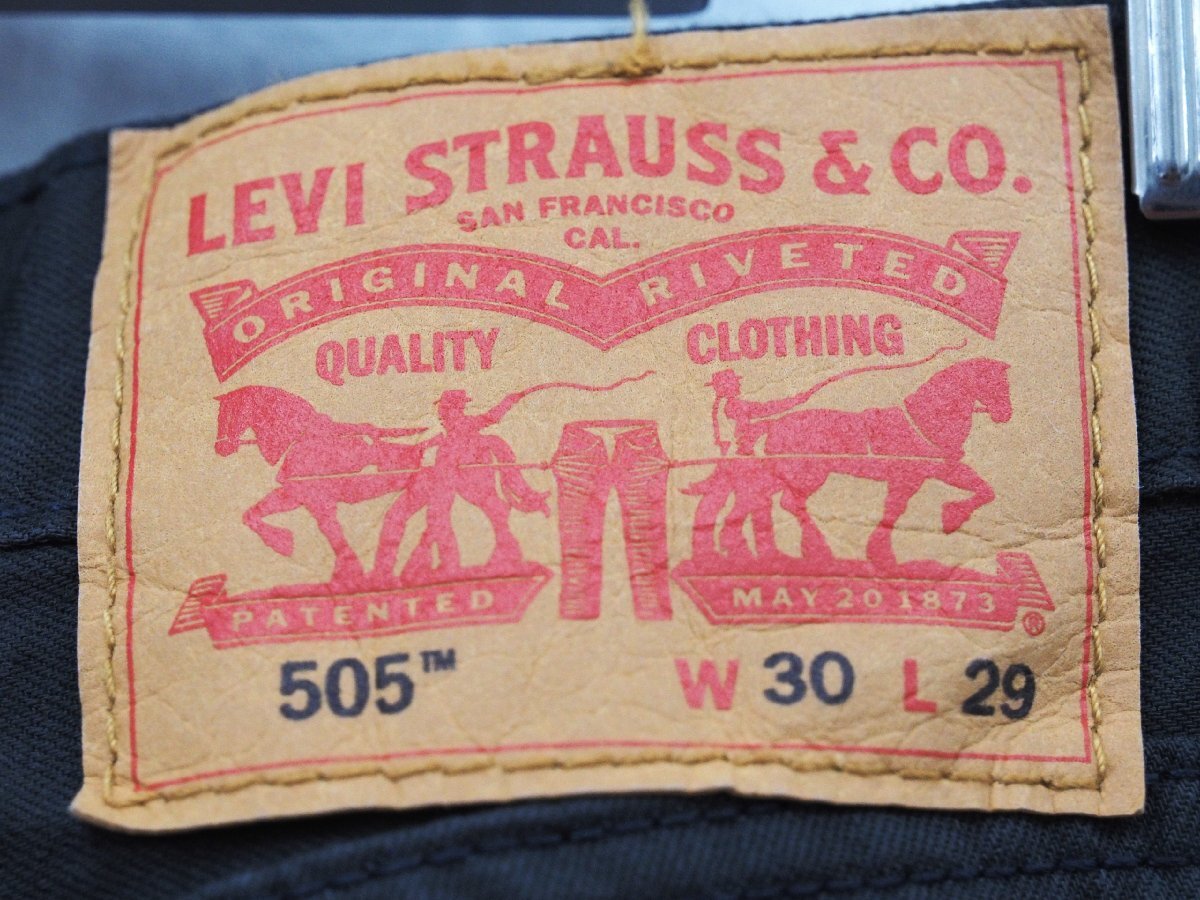 LEVI STRAUSS & CO.
SAN FRANCISCO
CAL.
ORIGINAL RIVETED
QUALITY CLOTHING
PATENTED MAY 20 1873 ®
505™ W 30 L 29